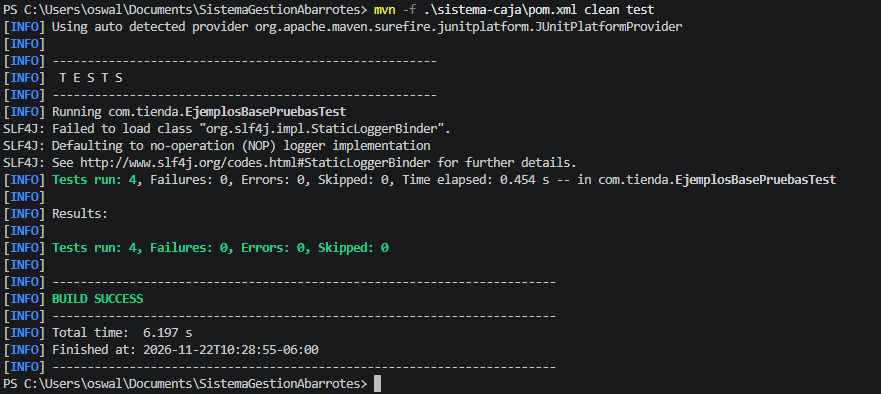 PS C:\Users\oswal\Documents\SistemaGestionAbarrotes> mvn -f .\sistema-caja\pom.xml clean test
[INFO] Using auto detected provider org.apache.maven.surefire.junitplatform.JUnitPlatformProvider
[INFO]
[INFO] -------------------------------------------------------
[INFO]  T E S T S
[INFO] -------------------------------------------------------
[INFO] Running com.tienda.EjemplosBasePruebasTest
SLF4J: Failed to load class "org.slf4j.impl.StaticLoggerBinder".
SLF4J: Defaulting to no-operation (NOP) logger implementation
SLF4J: See http://www.slf4j.org/codes.html#StaticLoggerBinder for further details.
[INFO] Tests run: 4, Failures: 0, Errors: 0, Skipped: 0, Time elapsed: 0.454 s -- in com.tienda.EjemplosBasePruebasTest
[INFO]
[INFO] Results:
[INFO]
[INFO] Tests run: 4, Failures: 0, Errors: 0, Skipped: 0
[INFO]
[INFO] ------------------------------------------------------------------------
[INFO] BUILD SUCCESS
[INFO] ------------------------------------------------------------------------
[INFO] Total time:  6.197 s
[INFO] Finished at: 2026-11-22T10:28:55-06:00
[INFO] ------------------------------------------------------------------------
PS C:\Users\oswal\Documents\SistemaGestionAbarrotes>